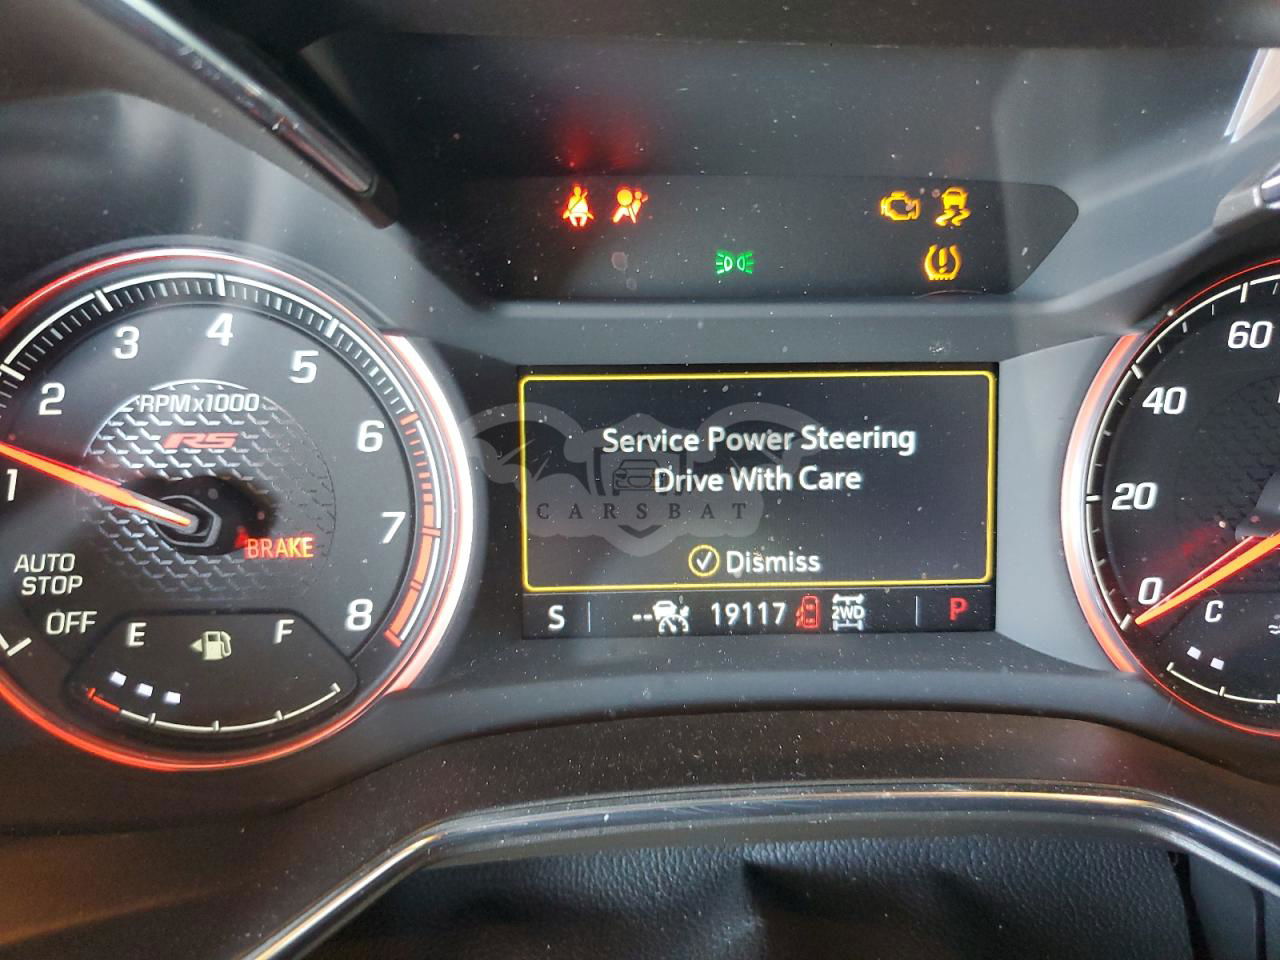 1
2
3
4
5
6
7
8
RPMx1000
RS
BRAKE
AUTO
STOP
OFF
E
F
Service Power Steering
Drive With Care
CARSBAT
Dismiss
S
--
19117
2WD
P
60
40
20
0
C